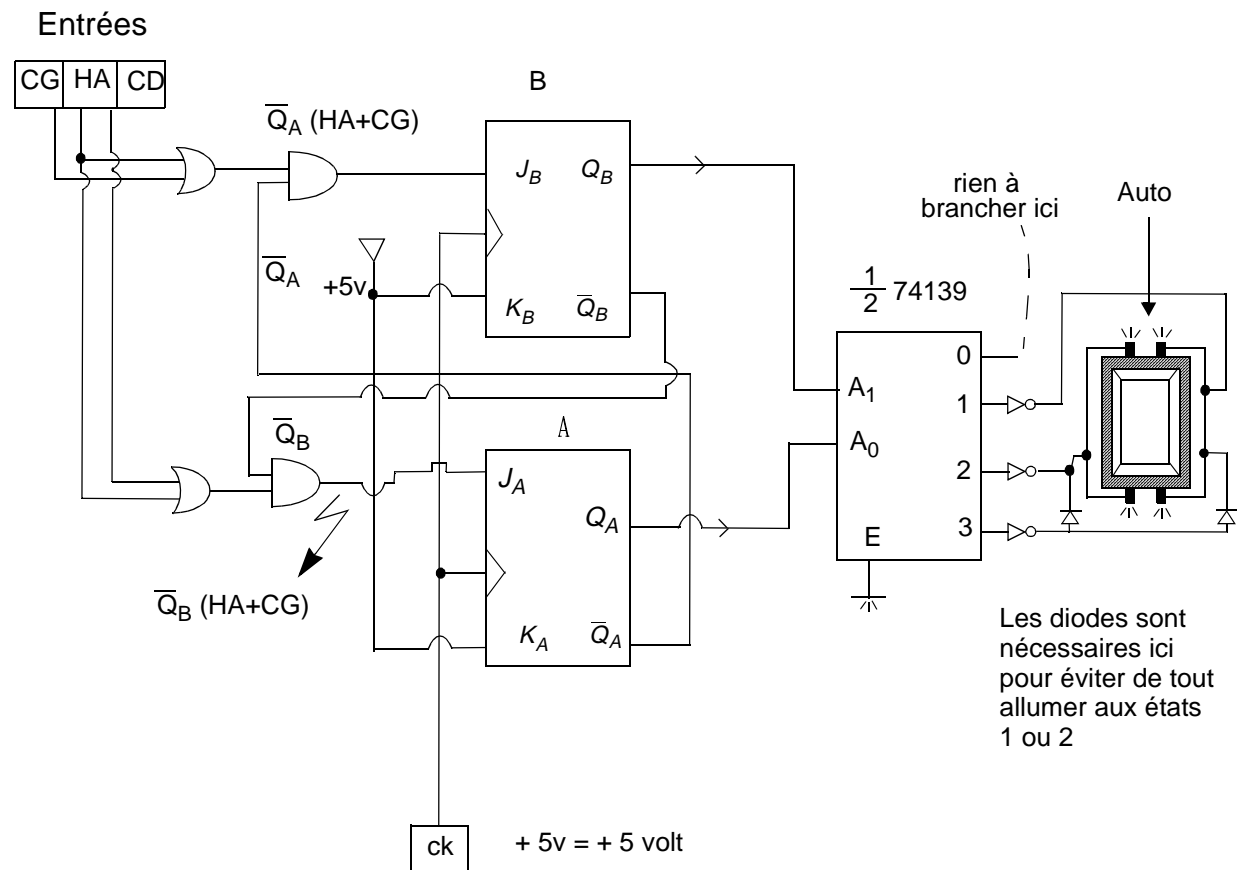 Entrées
CG HA CD
Q̅A (HA+CG)
B
JB QB
Q̅A
+5v
KB Q̅B
rien à
brancher ici
Auto
1/2 74139
0
A1 1
A0
2
E 3
Q̅B
A
JA
QA
KA Q̅A
Q̅B (HA+CG)
Les diodes sont
nécessaires ici
pour éviter de tout
allumer aux états
1 ou 2
ck
+ 5v = + 5 volt